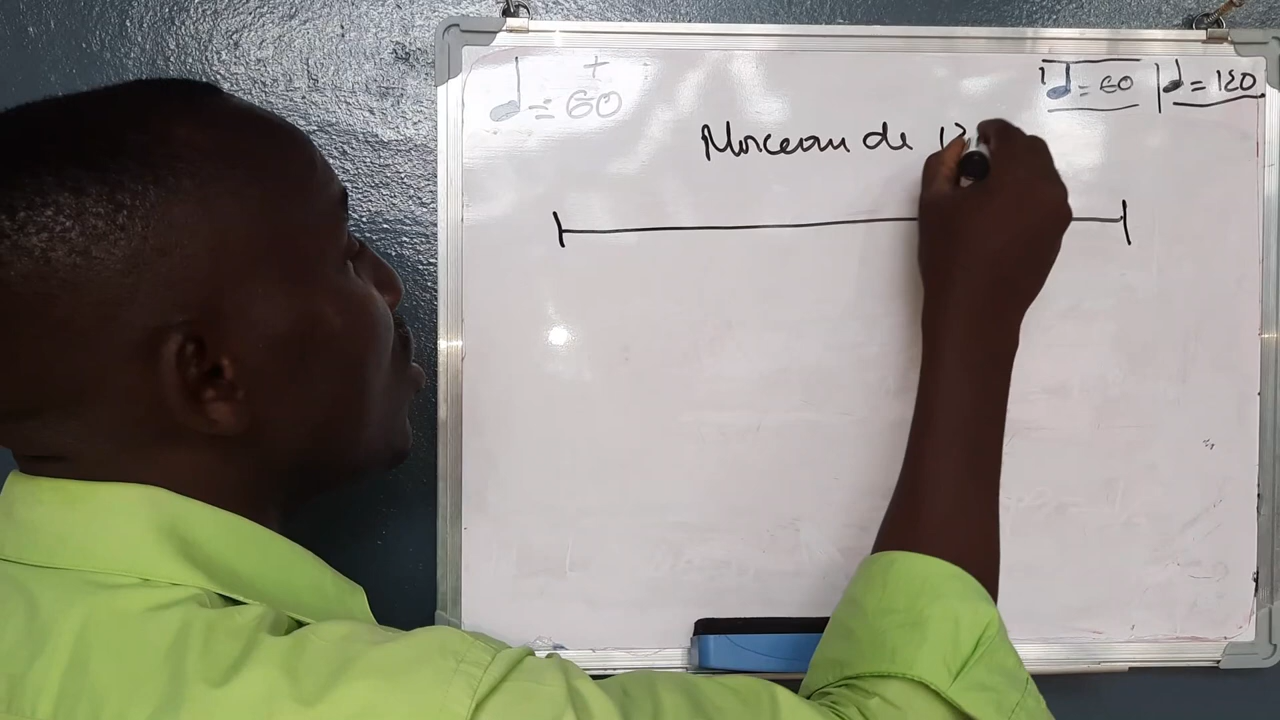 ♩ = 60 +
♩ = 60 | ♩ = 120
Morceau de